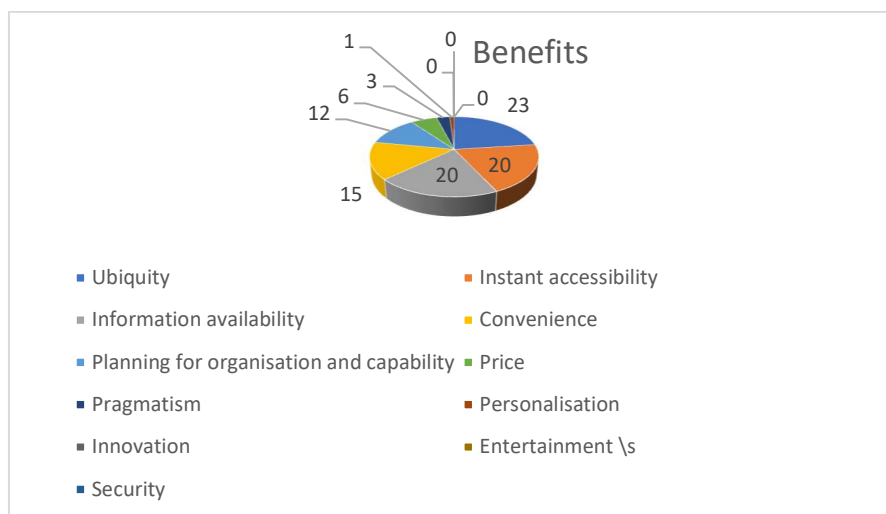 0
1
Benefits
0
3
6
0
23
12
20
20
15
Ubiquity
Instant accessibility
Information availability
Convenience
Planning for organisation and capability
Price
Pragmatism
Personalisation
Innovation
Entertainment \s
Security